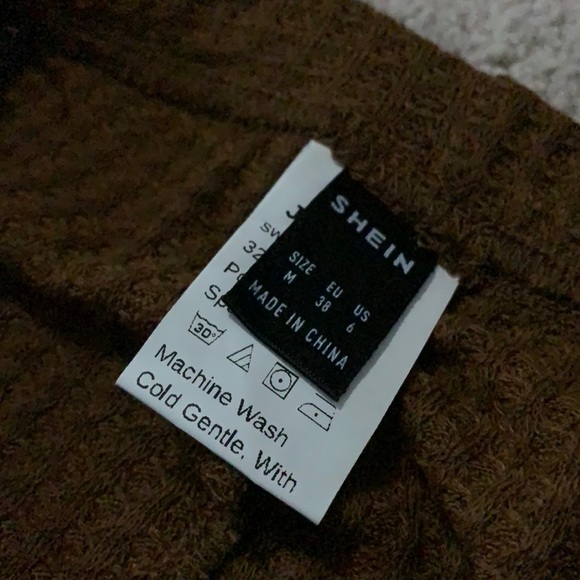 SHEIN
SIZE EU US
M 38 6
MADE IN CHINA
30°
Machine Wash
Cold Gentle. With